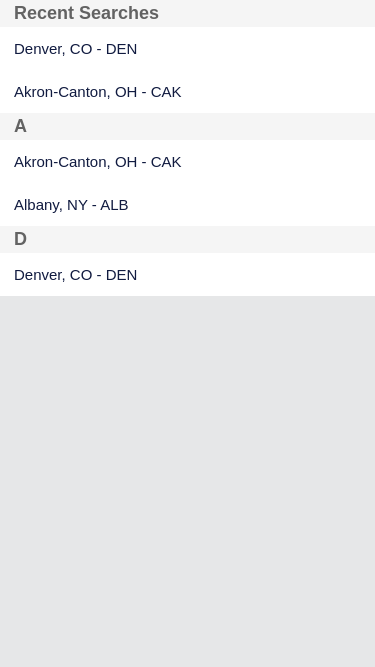 Recent Searches
Denver, CO - DEN
Akron-Canton, OH - CAK
A
Akron-Canton, OH - CAK
Albany, NY - ALB
D
Denver, CO - DEN